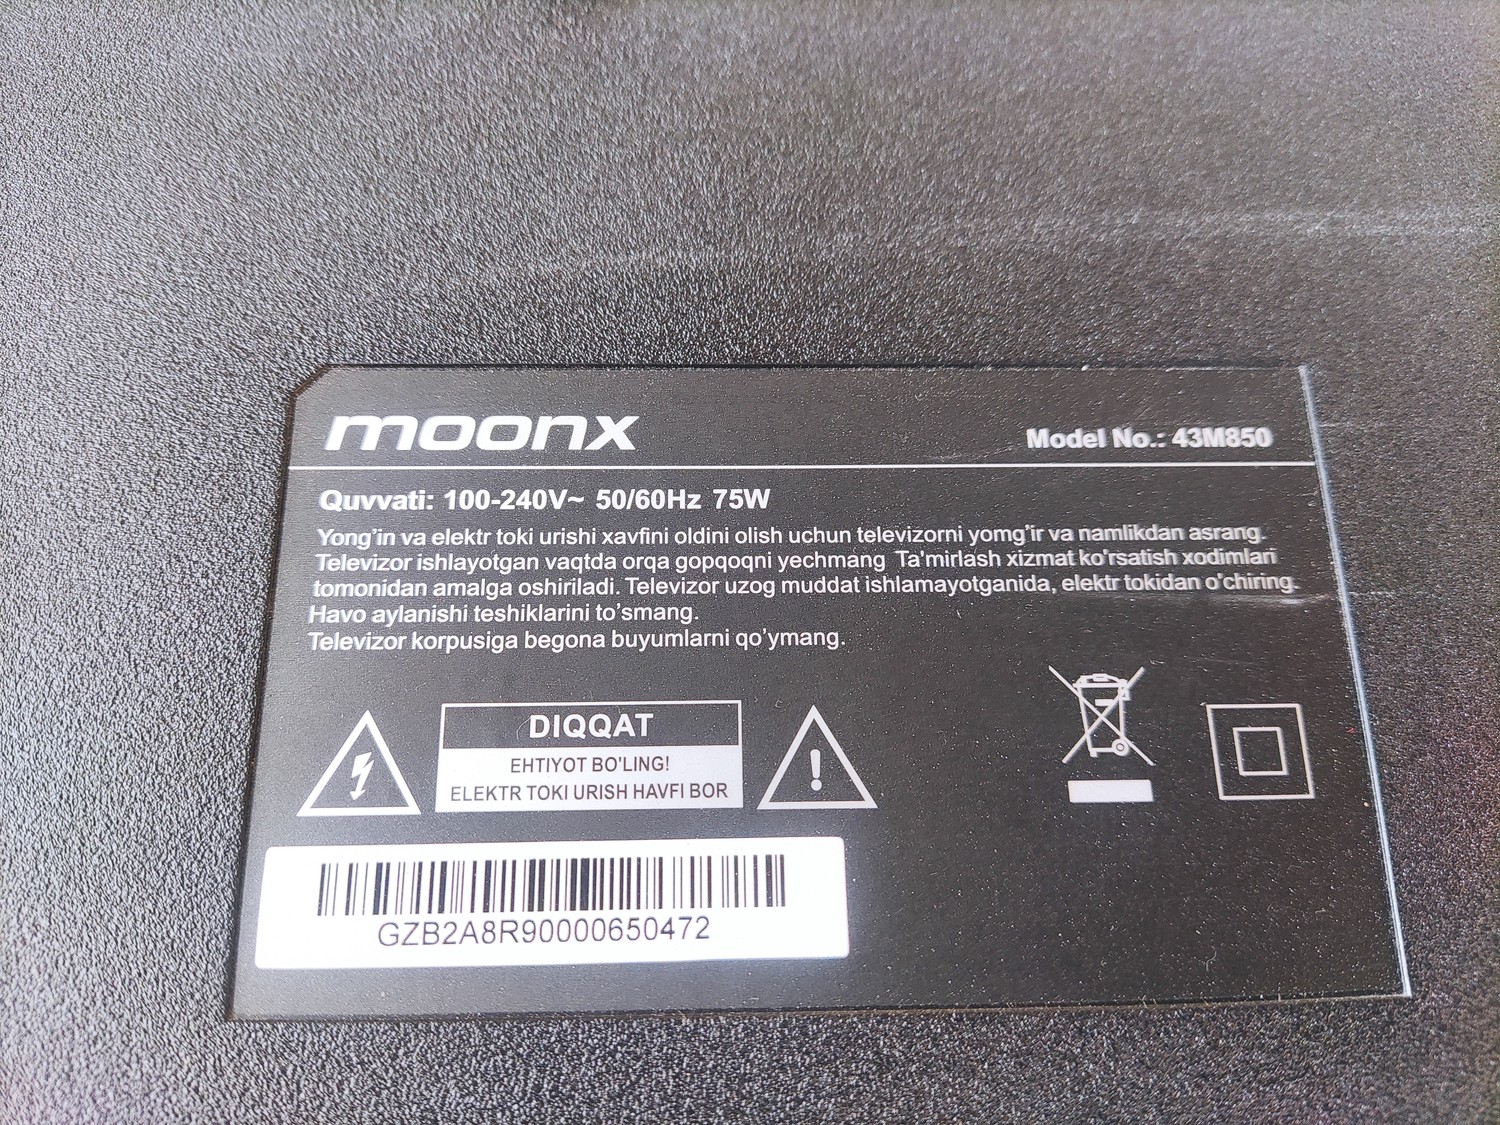 moonx
Model No.: 43M850
Quvvati: 100-240V~ 50/60Hz 75W
Yong'in va elektr toki urishi xavfini oldini olish uchun televizorni yomg'ir va namlikdan asrang.
Televizor ishlayotgan vaqtda orqa gopqoqni yechmang Ta'mirlash xizmat ko'rsatish xodimlari
tomonidan amalga oshiriladi. Televizor uzog muddat ishlamayotganida, elektr tokidan o'chiring.
Havo aylanishi teshiklarini to'smang.
Televizor korpusiga begona buyumlarni qo'ymang.
DIQQAT
EHTIYOT BO'LING!
ELEKTR TOKI URISH HAVFI BOR
GZB2A8R90000650472